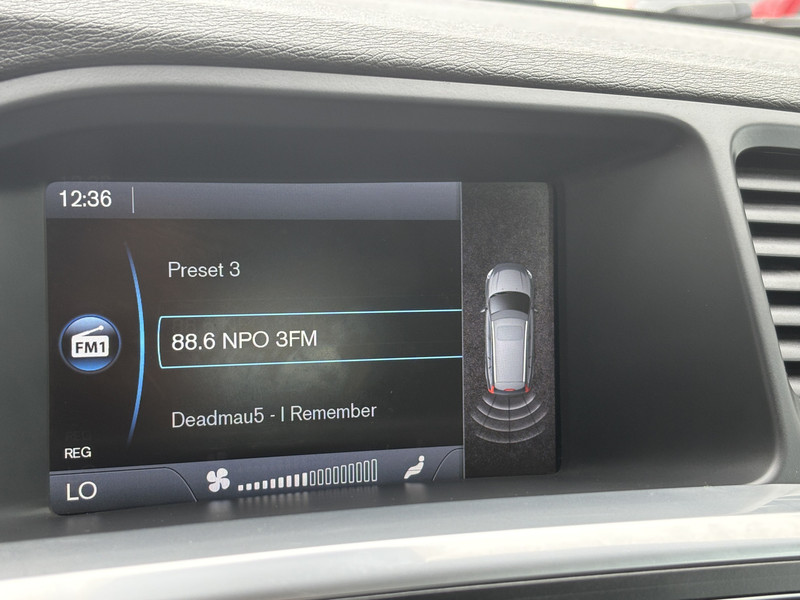 12:36
Preset 3
FM1
88.6 NPO 3FM
Deadmau5 - I Remember
REG
LO